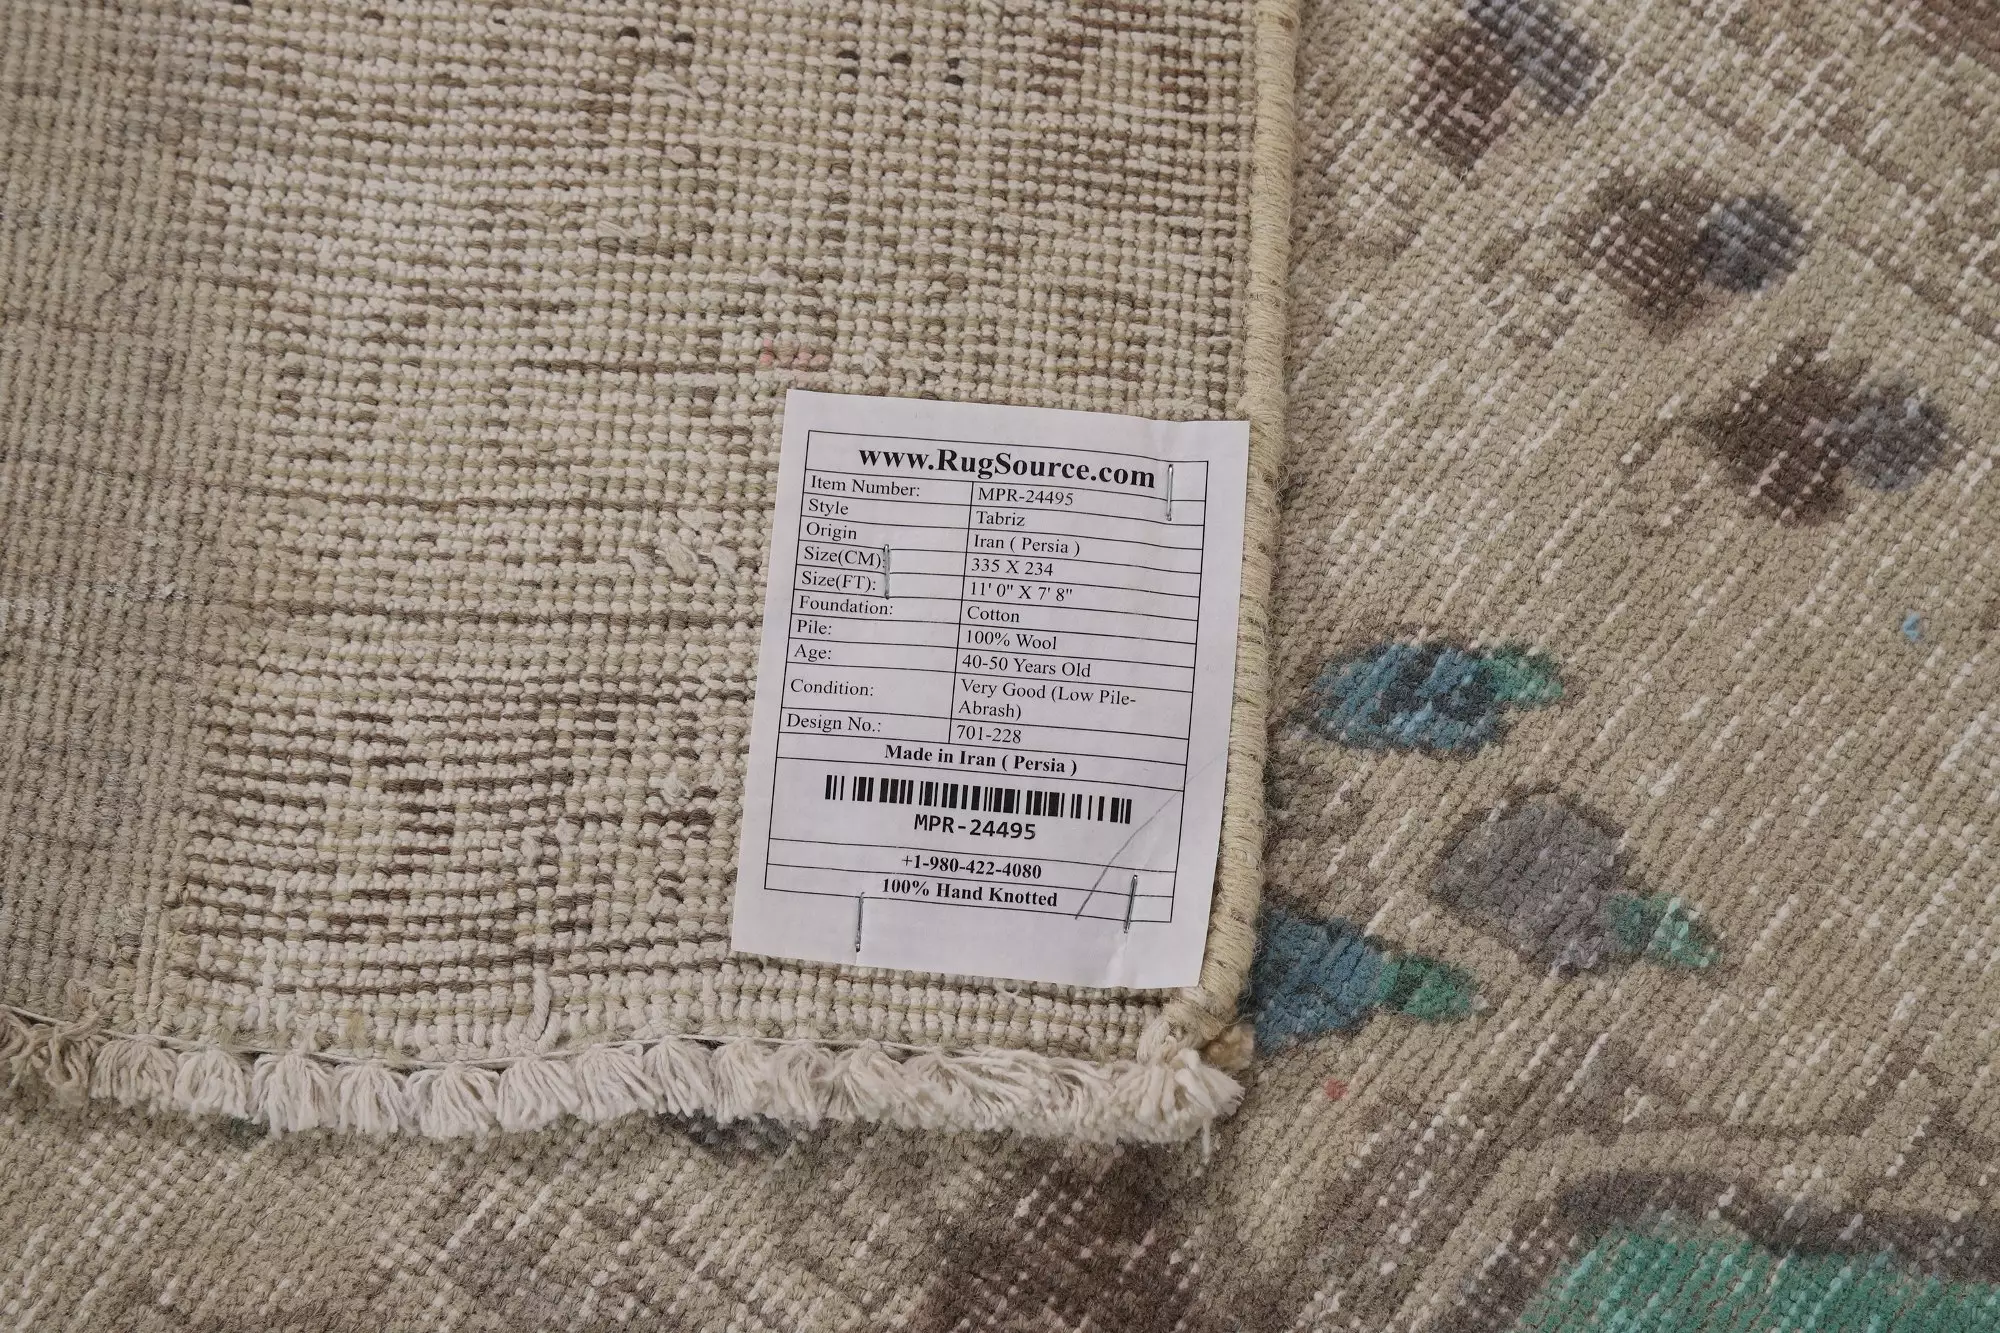 www.RugSource.com
Item Number: MPR-24495
Style Tabriz
Origin Iran ( Persia )
Size(CM): 335 X 234
Size(FT): 11' 0" X 7' 8"
Foundation: Cotton
Pile: 100% Wool
Age: 40-50 Years Old
Condition: Very Good (Low Pile-
Abrash)
Design No.: 701-228
Made in Iran ( Persia )
MPR-24495
+1-980-422-4080
100% Hand Knotted